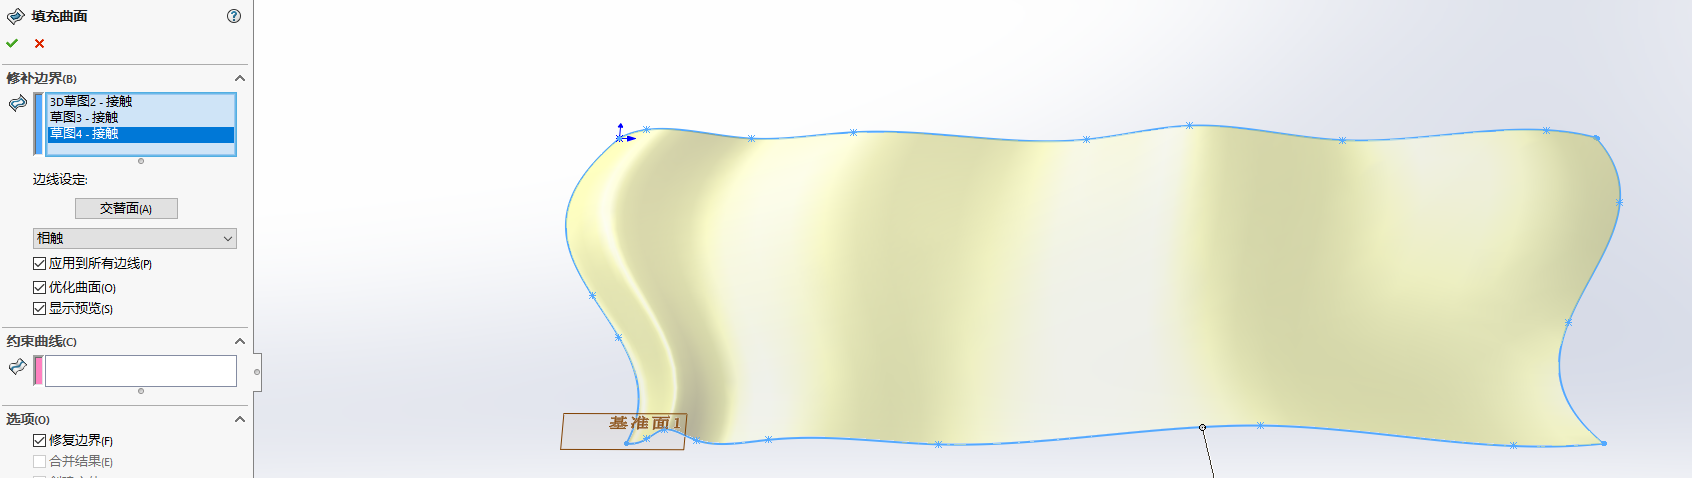 填充曲面
修补边界(B)
3D草图2 - 接触
草图3 - 接触
草图4 - 接触
边线设定:
交替面(A)
相触
应用到所有边线(P)
优化曲面(O)
显示预览(S)
约束曲线(C)
选项(O)
修复边界(F)
合并结果(E)
基准面1